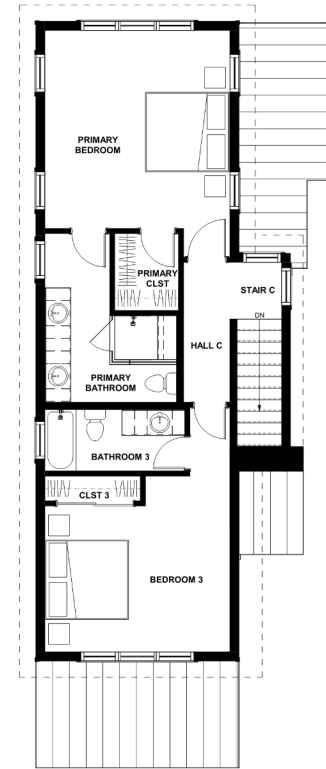 PRIMARY
BEDROOM
PRIMARY
CLST
STAIR C
DN
HALL C
PRIMARY
BATHROOM
BATHROOM 3
CLST 3
BEDROOM 3